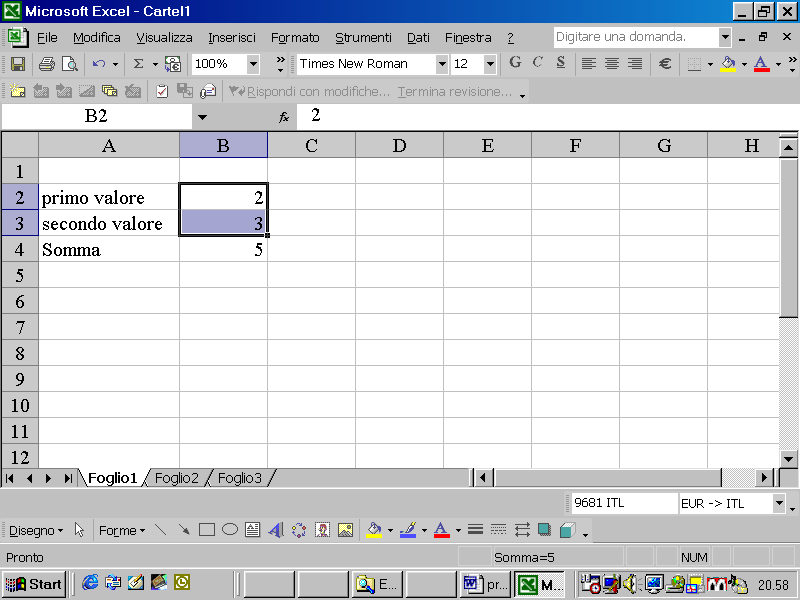 Microsoft Excel - Cartel1
File Modifica Visualizza Inserisci Formato Strumenti Dati Finestra ? Digitare una domanda.
Σ 100% » Times New Roman 12 G C S € A »
Rispondi con modifiche... Termina revisione...
B2 fx 2
A B C D E F G H
1
2 primo valore 2
3 secondo valore 3
4 Somma 5
5
6
7
8
9
10
11
12
Foglio1 Foglio2 Foglio3
9681 ITL EUR -> ITL
Disegno Forme A A
Pronto Somma=5 NUM
Start E... pr... M... 20.58